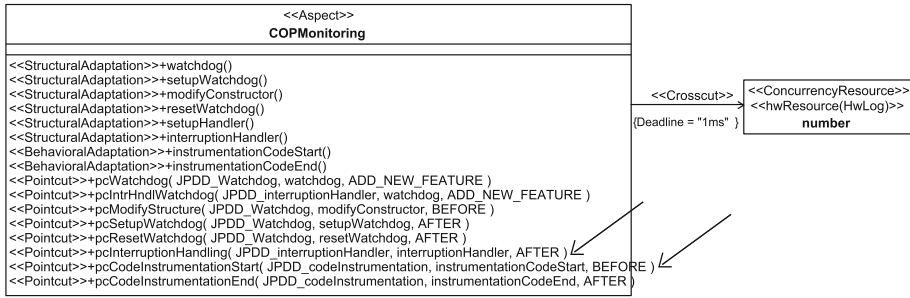 <<Aspect>>
COPMonitoring
<<StructuralAdaptation>>+watchdog()
<<StructuralAdaptation>>+setupWatchdog()
<<StructuralAdaptation>>+modifyConstructor()
<<StructuralAdaptation>>+resetWatchdog()
<<StructuralAdaptation>>+setupHandler()
<<StructuralAdaptation>>+interruptionHandler()
<<BehavioralAdaptation>>+instrumentationCodeStart()
<<BehavioralAdaptation>>+instrumentationCodeEnd()
<<Pointcut>>+pcWatchdog( JPDD_Watchdog, watchdog, ADD_NEW_FEATURE )
<<Pointcut>>+pcIntrHndlWatchdog( JPDD_interruptionHandler, watchdog, ADD_NEW_FEATURE )
<<Pointcut>>+pcModifyStructure( JPDD_Watchdog, modifyConstructor, BEFORE )
<<Pointcut>>+pcSetupWatchdog( JPDD_Watchdog, setupWatchdog, AFTER )
<<Pointcut>>+pcResetWatchdog( JPDD_Watchdog, resetWatchdog, AFTER )
<<Pointcut>>+pcInterruptionHandling( JPDD_interruptionHandler, interruptionHandler, AFTER )
<<Pointcut>>+pcCodeInstrumentationStart( JPDD_codeInstrumentation, instrumentationCodeStart, BEFORE )
<<Pointcut>>+pcCodeInstrumentationEnd( JPDD_codeInstrumentation, instrumentationCodeEnd, AFTER )
<<Crosscut>>
{Deadline = "1ms" }
<<ConcurrencyResource>>
<<hwResource(HwLog)>>
number